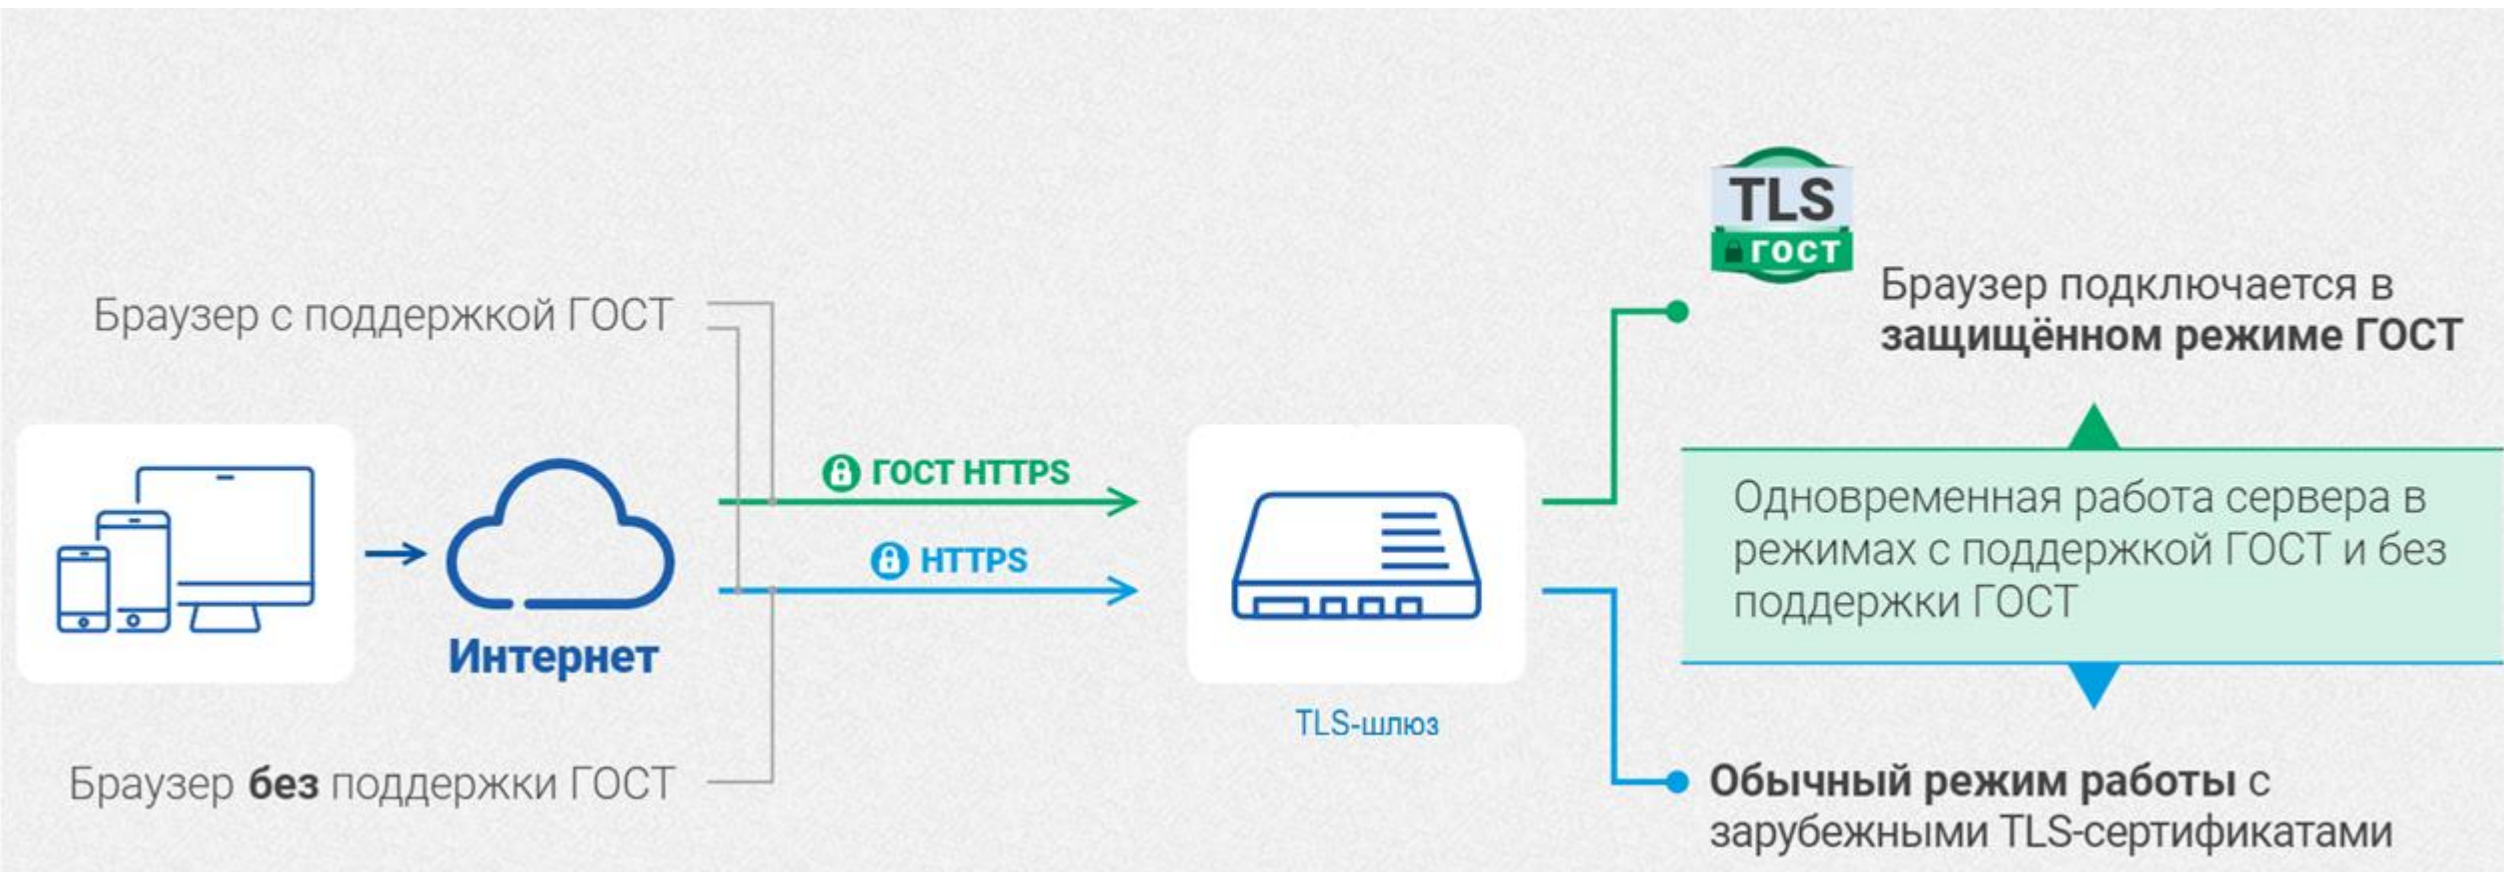 TLS
ГОСТ
Браузер подключается в
защищённом режиме ГОСТ
Браузер с поддержкой ГОСТ
ГОСТ HTTPS
HTTPS
Интернет
TLS-шлюз
Одновременная работа сервера в
режимах с поддержкой ГОСТ и без
поддержки ГОСТ
Браузер без поддержки ГОСТ
Обычный режим работы с
зарубежными TLS-сертификатами